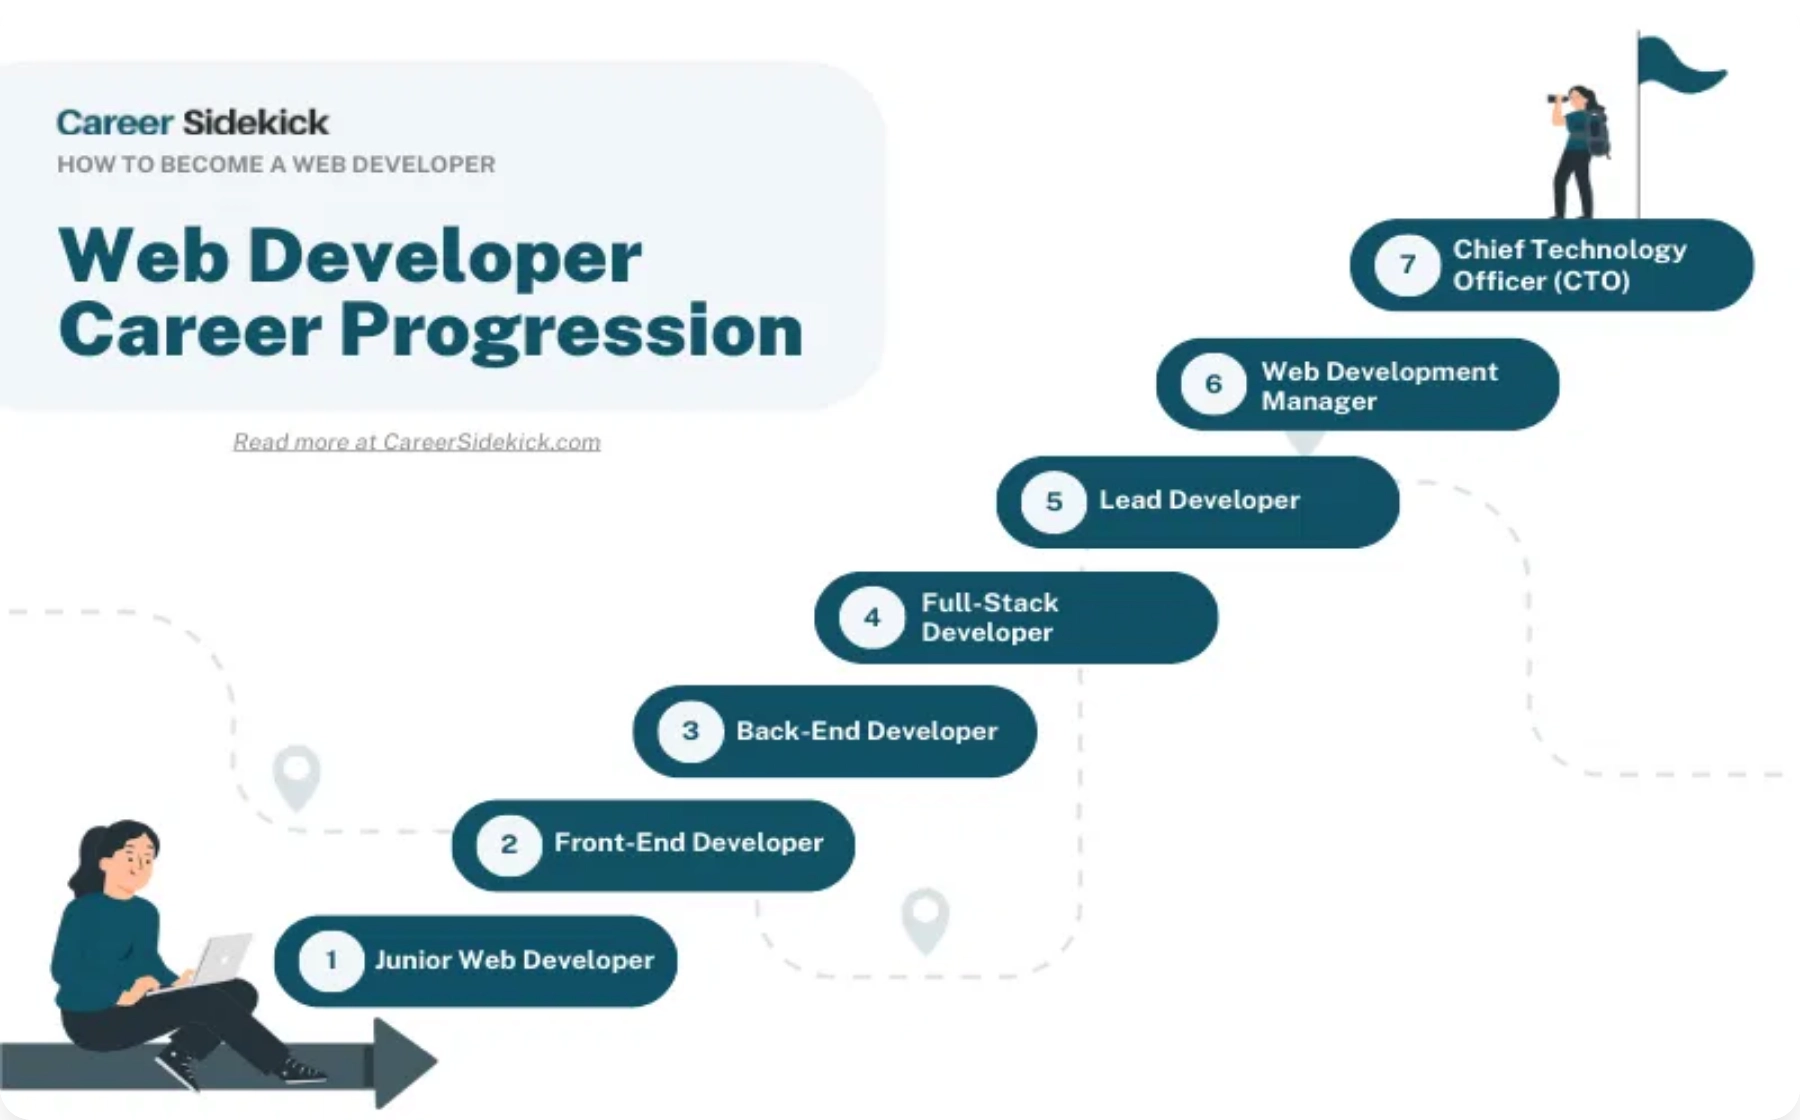 Career Sidekick
HOW TO BECOME A WEB DEVELOPER
Web Developer
Career Progression
Read more at CareerSidekick.com
7
Chief Technology
Officer (CTO)
6
Web Development
Manager
5
Lead Developer
4
Full-Stack
Developer
3
Back-End Developer
2
Front-End Developer
1
Junior Web Developer